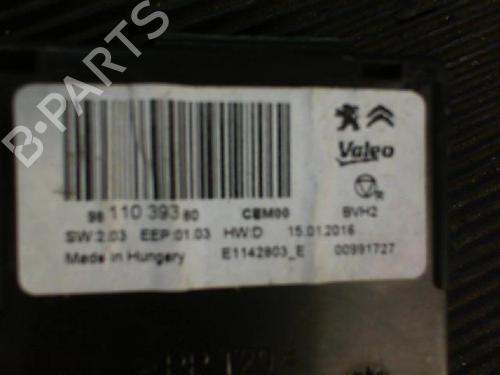 B-PARTS
Valeo
R
98 110 393 80 CEM00 BVH2
SW:2.03 EEP:01.03 HW:D 15.01.2016
Made in Hungary E1142803_E 00991727